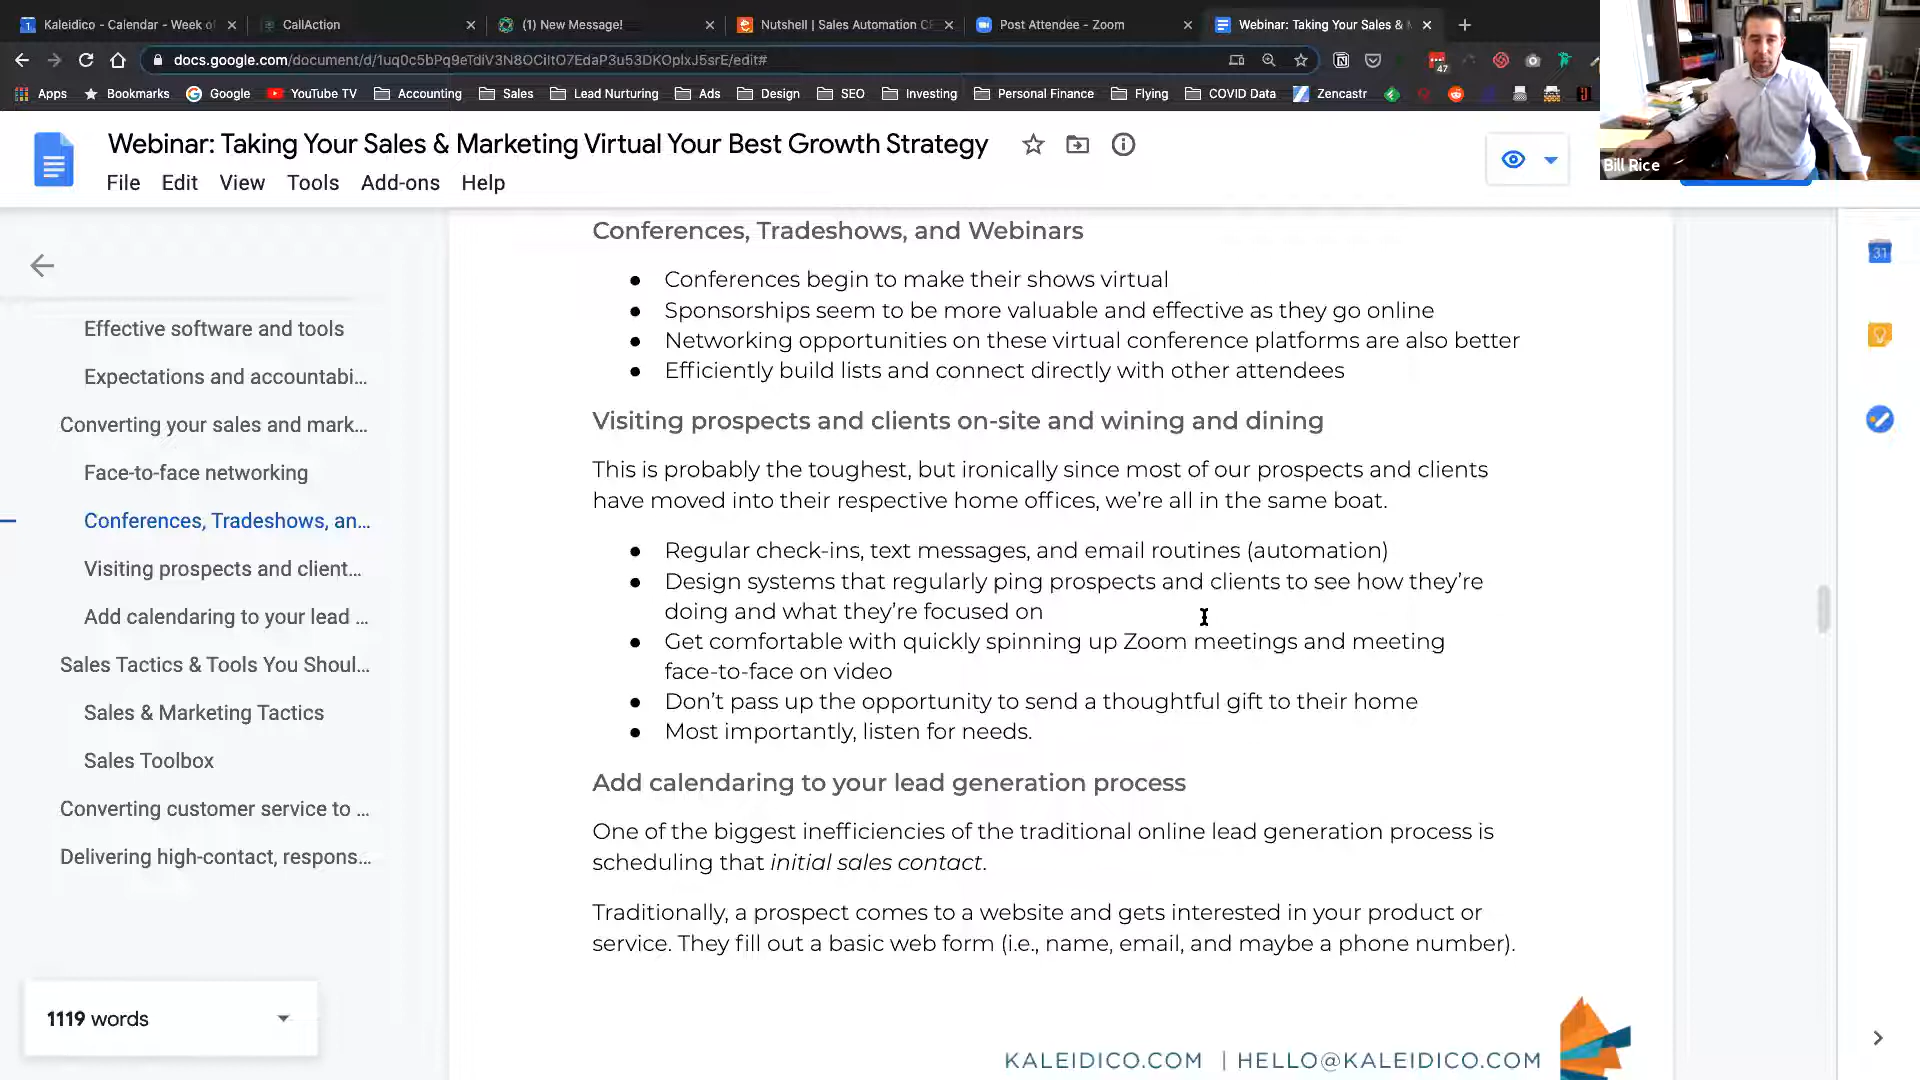 Kaleidico - Calendar - Week of
CallAction
(1) New Message!
Nutshell | Sales Automation CR
Post Attendee - Zoom
Webinar: Taking Your Sales &
docs.google.com/document/d/1uq0c5bPq9eTdlV3N8OCiltO7EdaP3u53DKOplxJ5srE/edit#
47
Apps
Bookmarks
Google
YouTube TV
Accounting
Sales
Lead Nurturing
Ads
Design
SEO
Investing
Personal Finance
Flying
COVID Data
Zencastr
Bill Rice
Webinar: Taking Your Sales & Marketing Virtual Your Best Growth Strategy
File Edit View Tools Add-ons Help
31
Effective software and tools
Expectations and accountabi...
Converting your sales and mark...
Face-to-face networking
Conferences, Tradeshows, an...
Visiting prospects and client...
Add calendaring to your lead ...
Sales Tactics & Tools You Shoul...
Sales & Marketing Tactics
Sales Toolbox
Converting customer service to ...
Delivering high-contact, respons...
1119 words
Conferences, Tradeshows, and Webinars
● Conferences begin to make their shows virtual
● Sponsorships seem to be more valuable and effective as they go online
● Networking opportunities on these virtual conference platforms are also better
● Efficiently build lists and connect directly with other attendees
Visiting prospects and clients on-site and wining and dining
This is probably the toughest, but ironically since most of our prospects and clients
have moved into their respective home offices, we're all in the same boat.
● Regular check-ins, text messages, and email routines (automation)
● Design systems that regularly ping prospects and clients to see how they're
doing and what they're focused on
● Get comfortable with quickly spinning up Zoom meetings and meeting
face-to-face on video
● Don't pass up the opportunity to send a thoughtful gift to their home
● Most importantly, listen for needs.
Add calendaring to your lead generation process
One of the biggest inefficiencies of the traditional online lead generation process is
scheduling that initial sales contact.
Traditionally, a prospect comes to a website and gets interested in your product or
service. They fill out a basic web form (i.e., name, email, and maybe a phone number).
KALEIDICO.COM | HELLO@KALEIDICO.COM